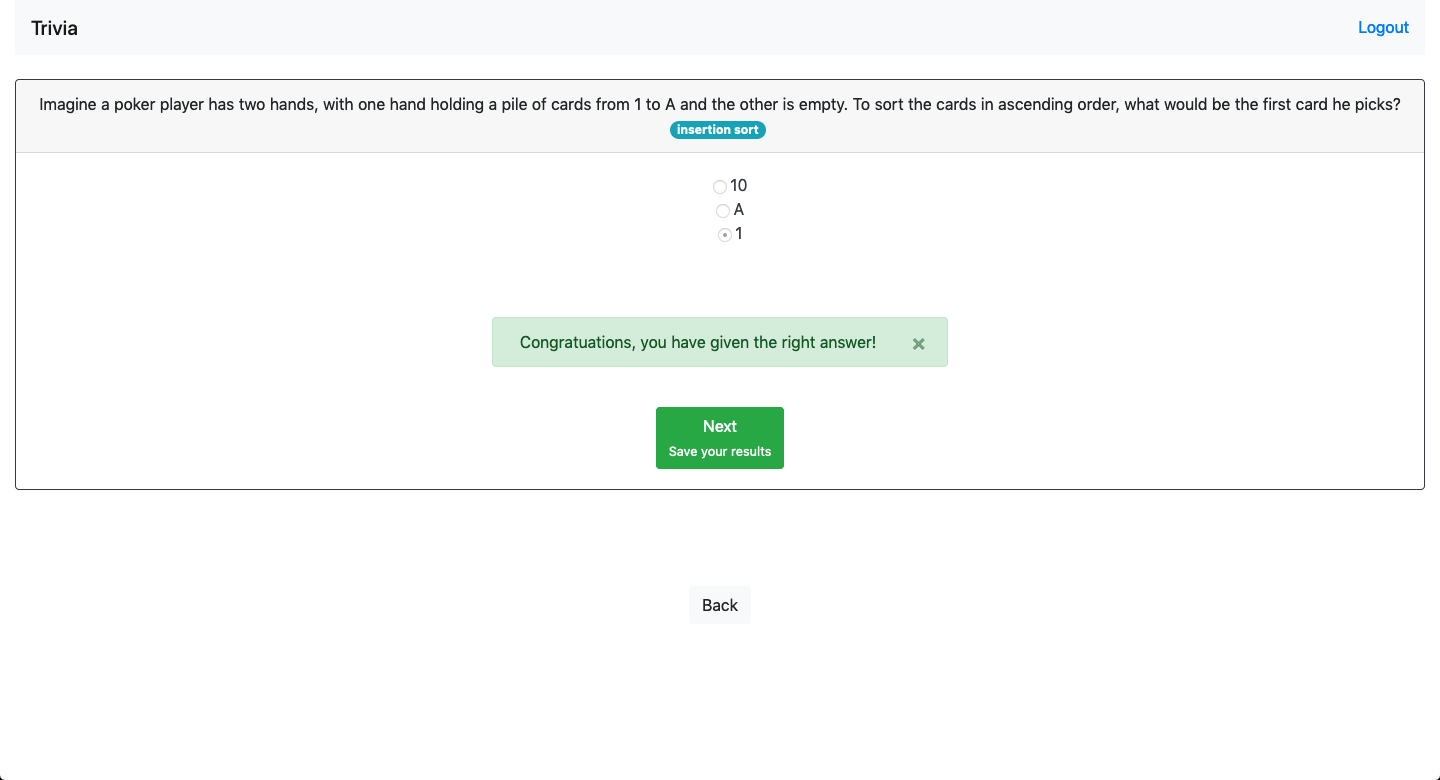 Trivia
Logout
Imagine a poker player has two hands, with one hand holding a pile of cards from 1 to A and the other is empty. To sort the cards in ascending order, what would be the first card he picks?
insertion sort
10
A
1
Congratuations, you have given the right answer!
×
Next
Save your results
Back